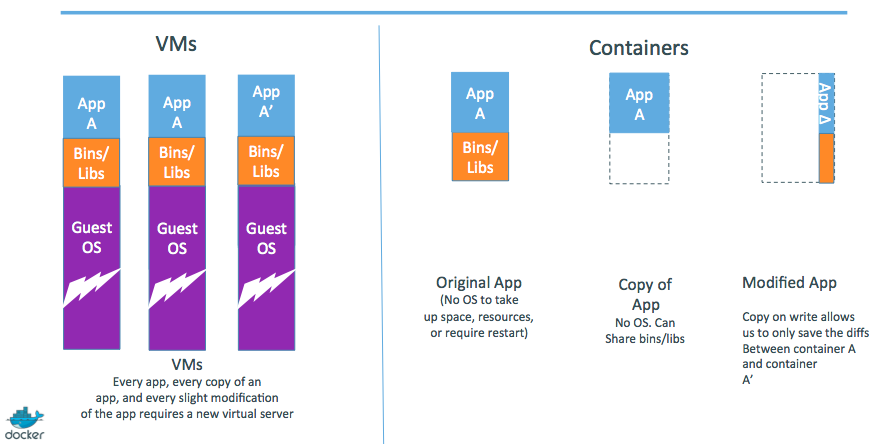 VMs
Containers
App
A
Bins/
Libs
Guest
OS
App
A
Bins/
Libs
Guest
OS
App
A’
Bins/
Libs
Guest
OS
VMs
Every app, every copy of an
app, and every slight modification
of the app requires a new virtual server
App
A
Bins/
Libs
Original App
(No OS to take
up space, resources,
or require restart)
App
A
Copy of
App
No OS. Can
Share bins/libs
App A
Modified App
Copy on write allows
us to only save the diffs
Between container A
and container
A’
docker